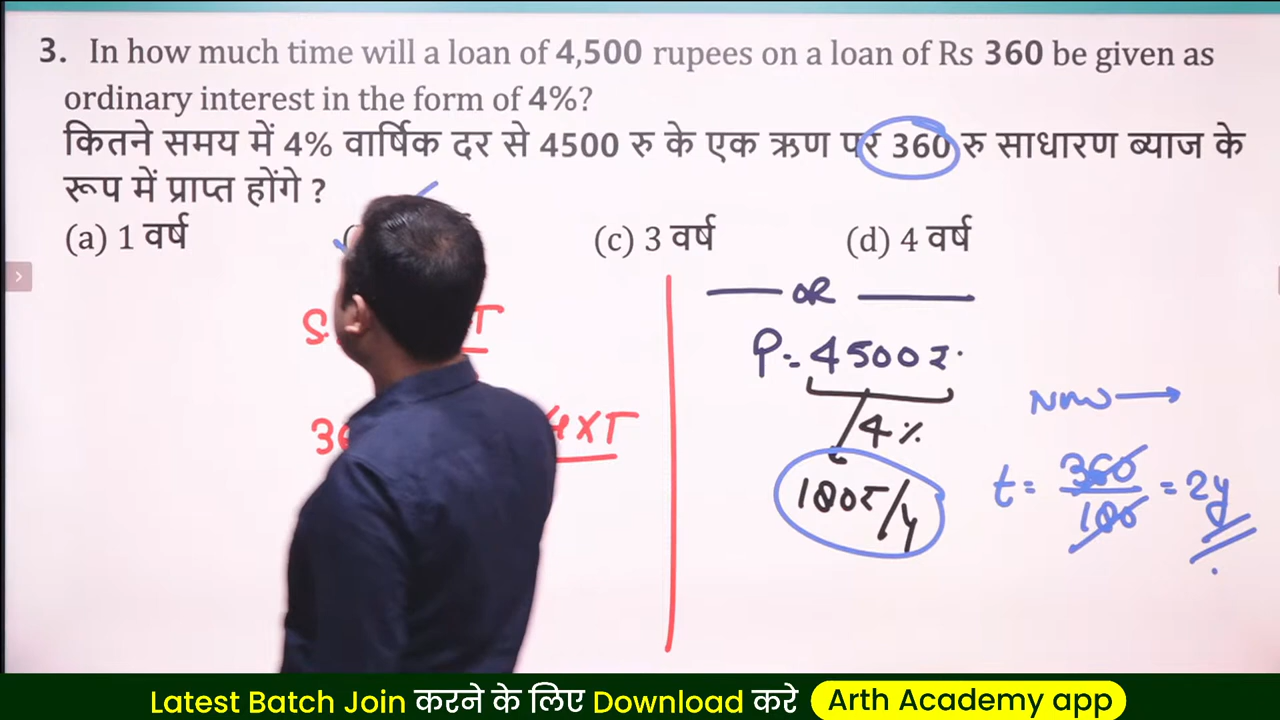 3. In how much time will a loan of 4,500 rupees on a loan of Rs 360 be given as
ordinary interest in the form of 4%?
कितने समय में 4% वार्षिक दर से 4500 रु के एक ऋण पर 360 रु साधारण ब्याज के
रूप में प्राप्त होंगे ?
(a) 1 वर्ष (c) 3 वर्ष (d) 4 वर्ष
S T
36 4×T
OR
P = 4500₹
4%
180₹/y
Now →
t = 360/180 = 2y
Latest Batch Join करने के लिए Download करे Arth Academy app